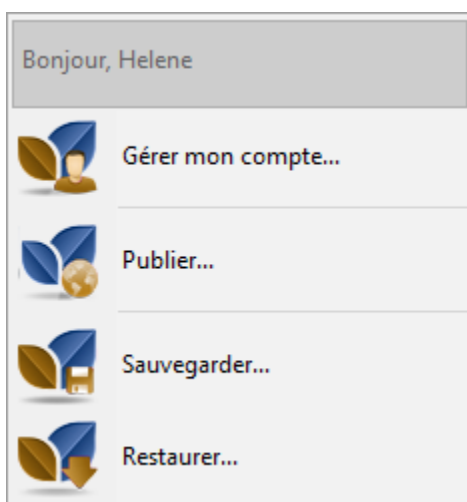 Bonjour, Helene
Gérer mon compte...
Publier...
Sauvegarder...
Restaurer...